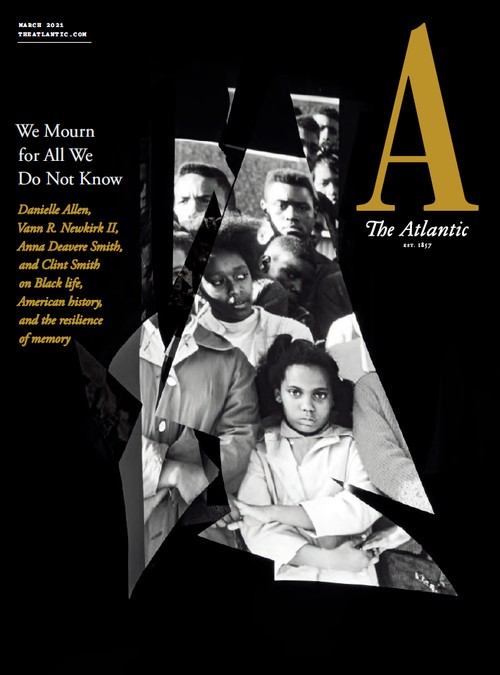 MARCH 2021
THEATLANTIC.COM
A
The Atlantic
EST. 1857
We Mourn
for All We
Do Not Know
Danielle Allen,
Vann R. Newkirk II,
Anna Deavere Smith,
and Clint Smith
on Black life,
American history,
and the resilience
of memory